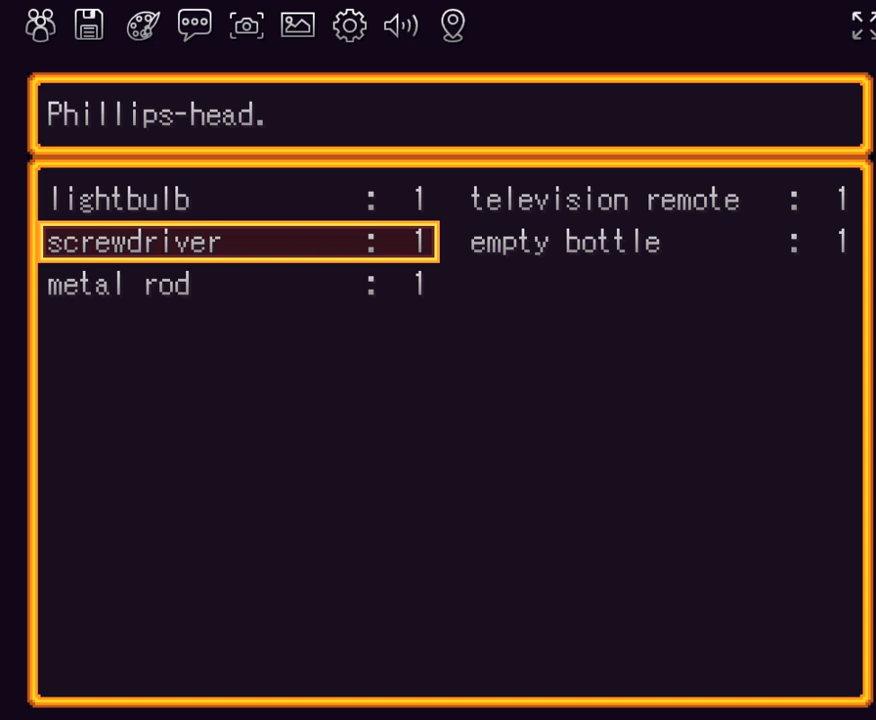 Phillips-head.
lightbulb : 1 television remote : 1
screwdriver : 1 empty bottle : 1
metal rod : 1